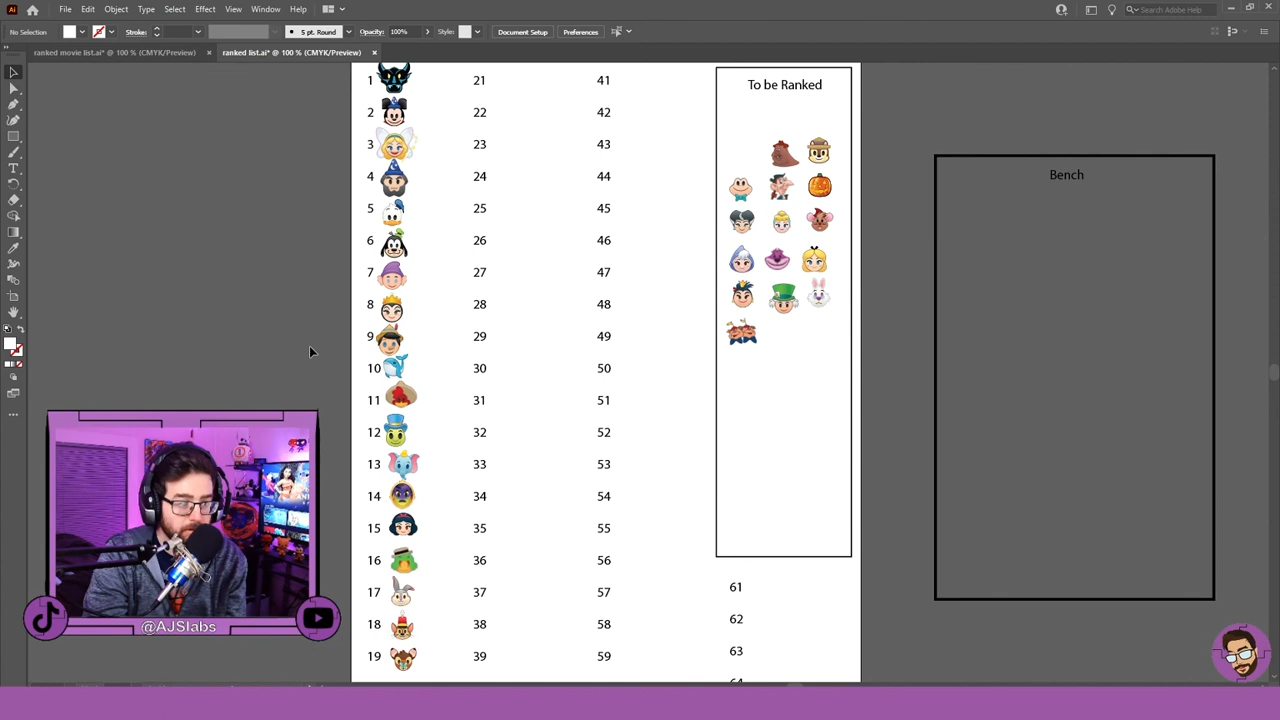 Ai File Edit Object Type Select Effect View Window Help Search Adobe Help
No Selection Stroke: 5 pt. Round Opacity: 100% Style: Document Setup Preferences
ranked movie list.ai* @ 100 % (CMYK/Preview) × ranked list.ai* @ 100 % (CMYK/Preview) ×
1 21 41 To be Ranked
2 22 42
3 23 43
4 24 44 Bench
5 25 45
6 26 46
7 27 47
8 28 48
9 29 49
10 30 50
11 31 51
12 32 52
13 33 53
14 34 54
15 35 55
16 36 56
61
17 37 57
62
18 38 58
@AJSlabs
63
19 39 59
64